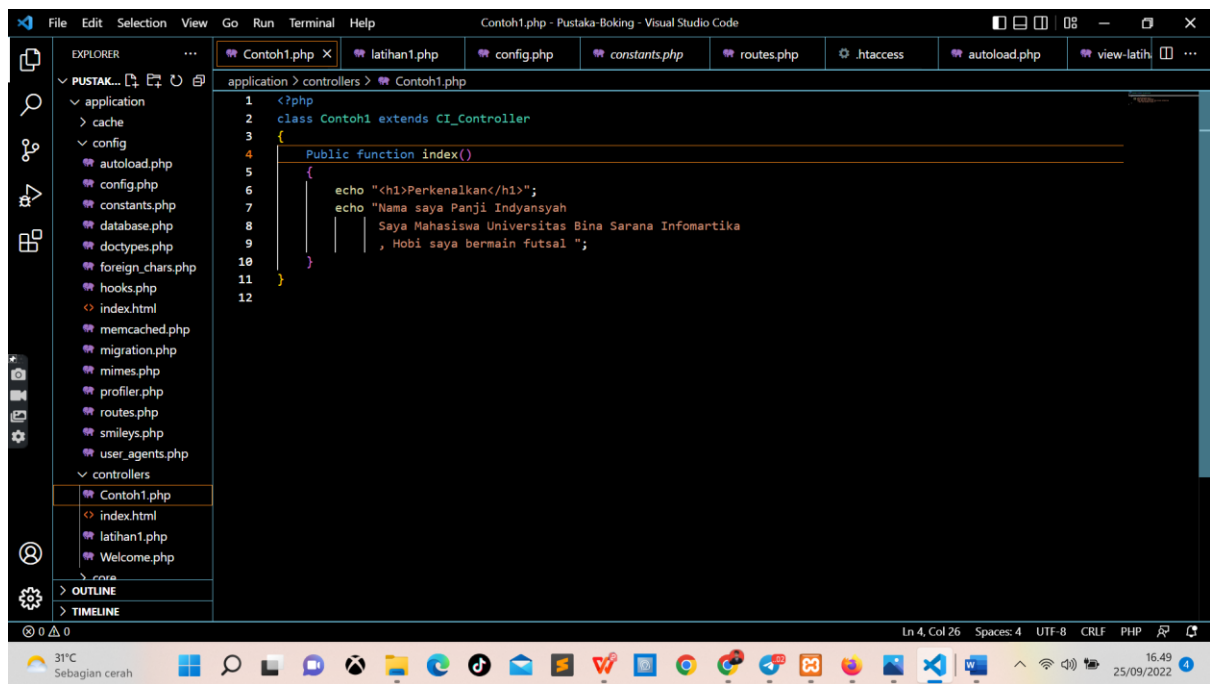 File Edit Selection View Go Run Terminal Help Contoh1.php - Pustaka-Boking - Visual Studio Code
EXPLORER
Contoh1.php latihan1.php config.php constants.php routes.php .htaccess autoload.php view-latih
PUSTAK...
application > controllers > Contoh1.php
application
cache
config
autoload.php
config.php
constants.php
database.php
doctypes.php
foreign_chars.php
hooks.php
index.html
memcached.php
migration.php
mimes.php
profiler.php
routes.php
smileys.php
user_agents.php
controllers
Contoh1.php
index.html
latihan1.php
Welcome.php
core
OUTLINE
TIMELINE
1 <?php
2 class Contoh1 extends CI_Controller
3 {
4 Public function index()
5 {
6 echo "<h1>Perkenalkan</h1>";
7 echo "Nama saya Panji Indyansyah
8 Saya Mahasiswa Universitas Bina Sarana Infomartika
9 , Hobi saya bermain futsal ";
10 }
11 }
12
0 0 Ln 4, Col 26 Spaces: 4 UTF-8 CRLF PHP
31°C
Sebagian cerah
16.49
25/09/2022
4